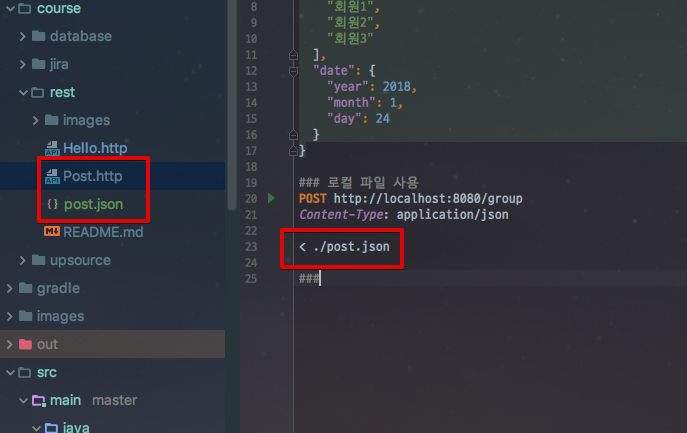 course
database
jira
rest
images
Hello.http
Post.http
{ } post.json
README.md
upsource
gradle
images
out
src
main master
java
8 "회원1",
9 "회원2",
10 "회원3"
11 ],
12 "date": {
13 "year": 2018,
14 "month": 1,
15 "day": 24
16 }
17 }
18
19 ### 로컬 파일 사용
20 POST http://localhost:8080/group
21 Content-Type: application/json
22
23 < ./post.json
24
25 ###